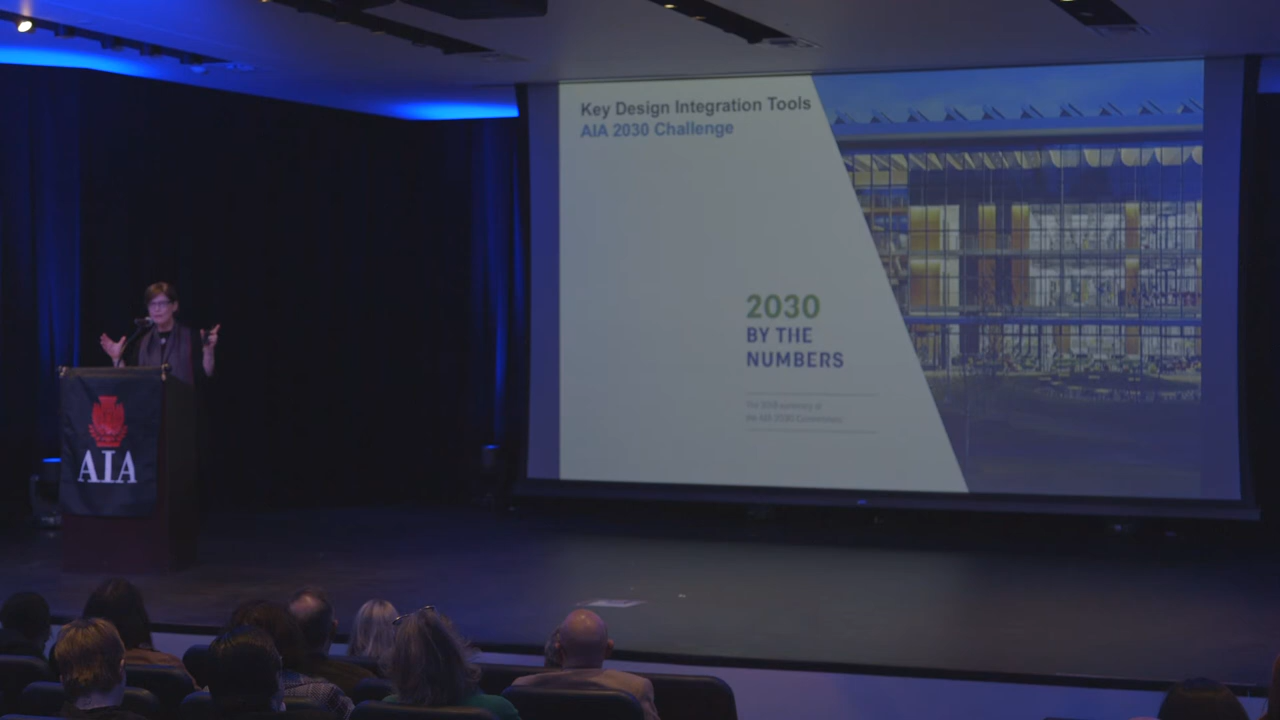 Key Design Integration Tools
AIA 2030 Challenge
2030
BY THE
NUMBERS
AIA